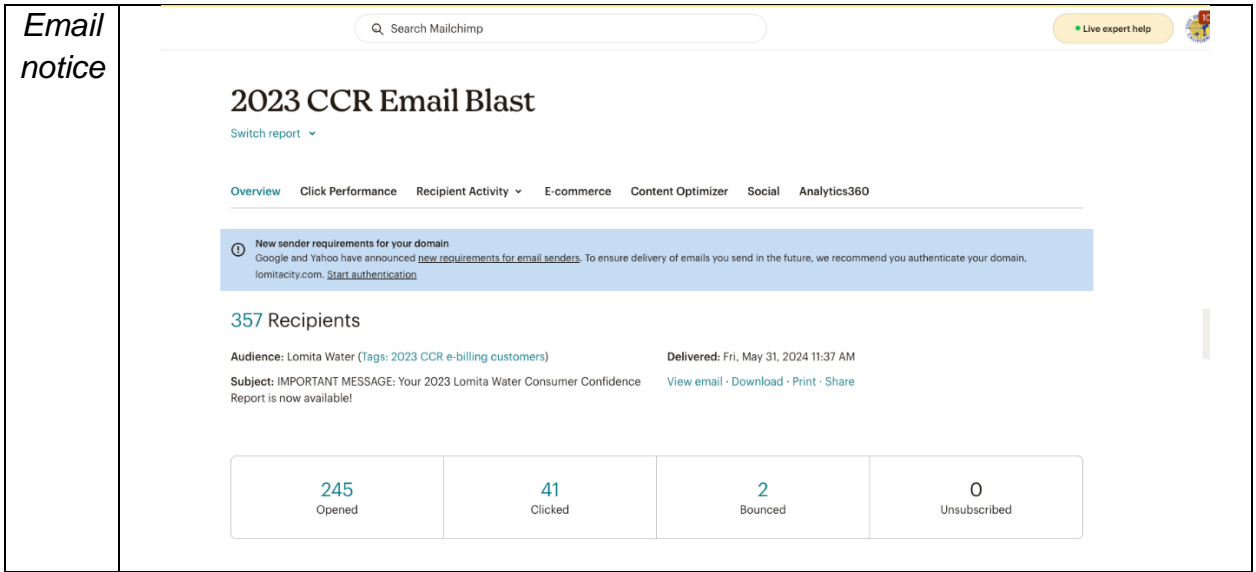 Email
notice
Search Mailchimp
Live expert help
10
2023 CCR Email Blast
Switch report
Overview Click Performance Recipient Activity E-commerce Content Optimizer Social Analytics360
New sender requirements for your domain
Google and Yahoo have announced new requirements for email senders. To ensure delivery of emails you send in the future, we recommend you authenticate your domain,
lomitacity.com. Start authentication
357 Recipients
Audience: Lomita Water (Tags: 2023 CCR e-billing customers)
Delivered: Fri, May 31, 2024 11:37 AM
Subject: IMPORTANT MESSAGE: Your 2023 Lomita Water Consumer Confidence
Report is now available!
View email · Download · Print · Share
245
Opened
41
Clicked
2
Bounced
0
Unsubscribed